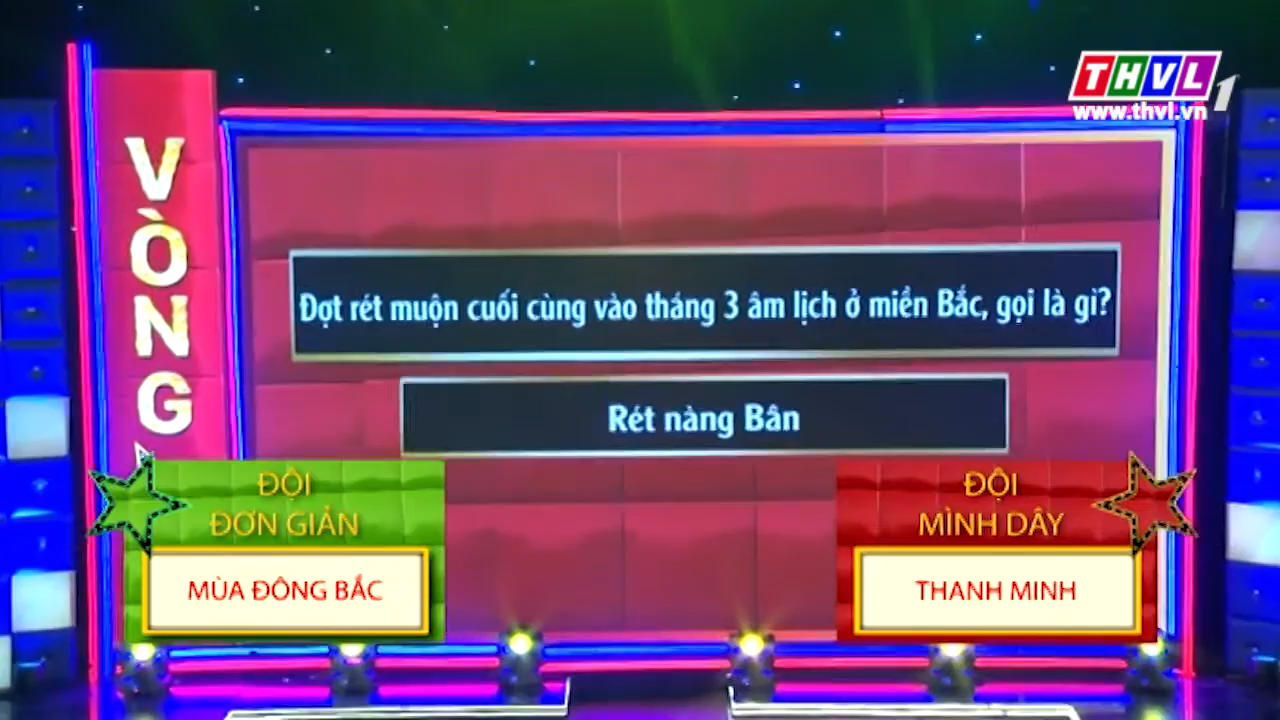 THVL1
www.thvl.vn
VÒNG
Đợt rét muộn cuối cùng vào tháng 3 âm lịch ở miền Bắc, gọi là gì?
Rét nàng Bân
ĐỘI
ĐƠN GIẢN
MÙA ĐÔNG BẮC
ĐỘI
MÌNH DÂY
THANH MINH